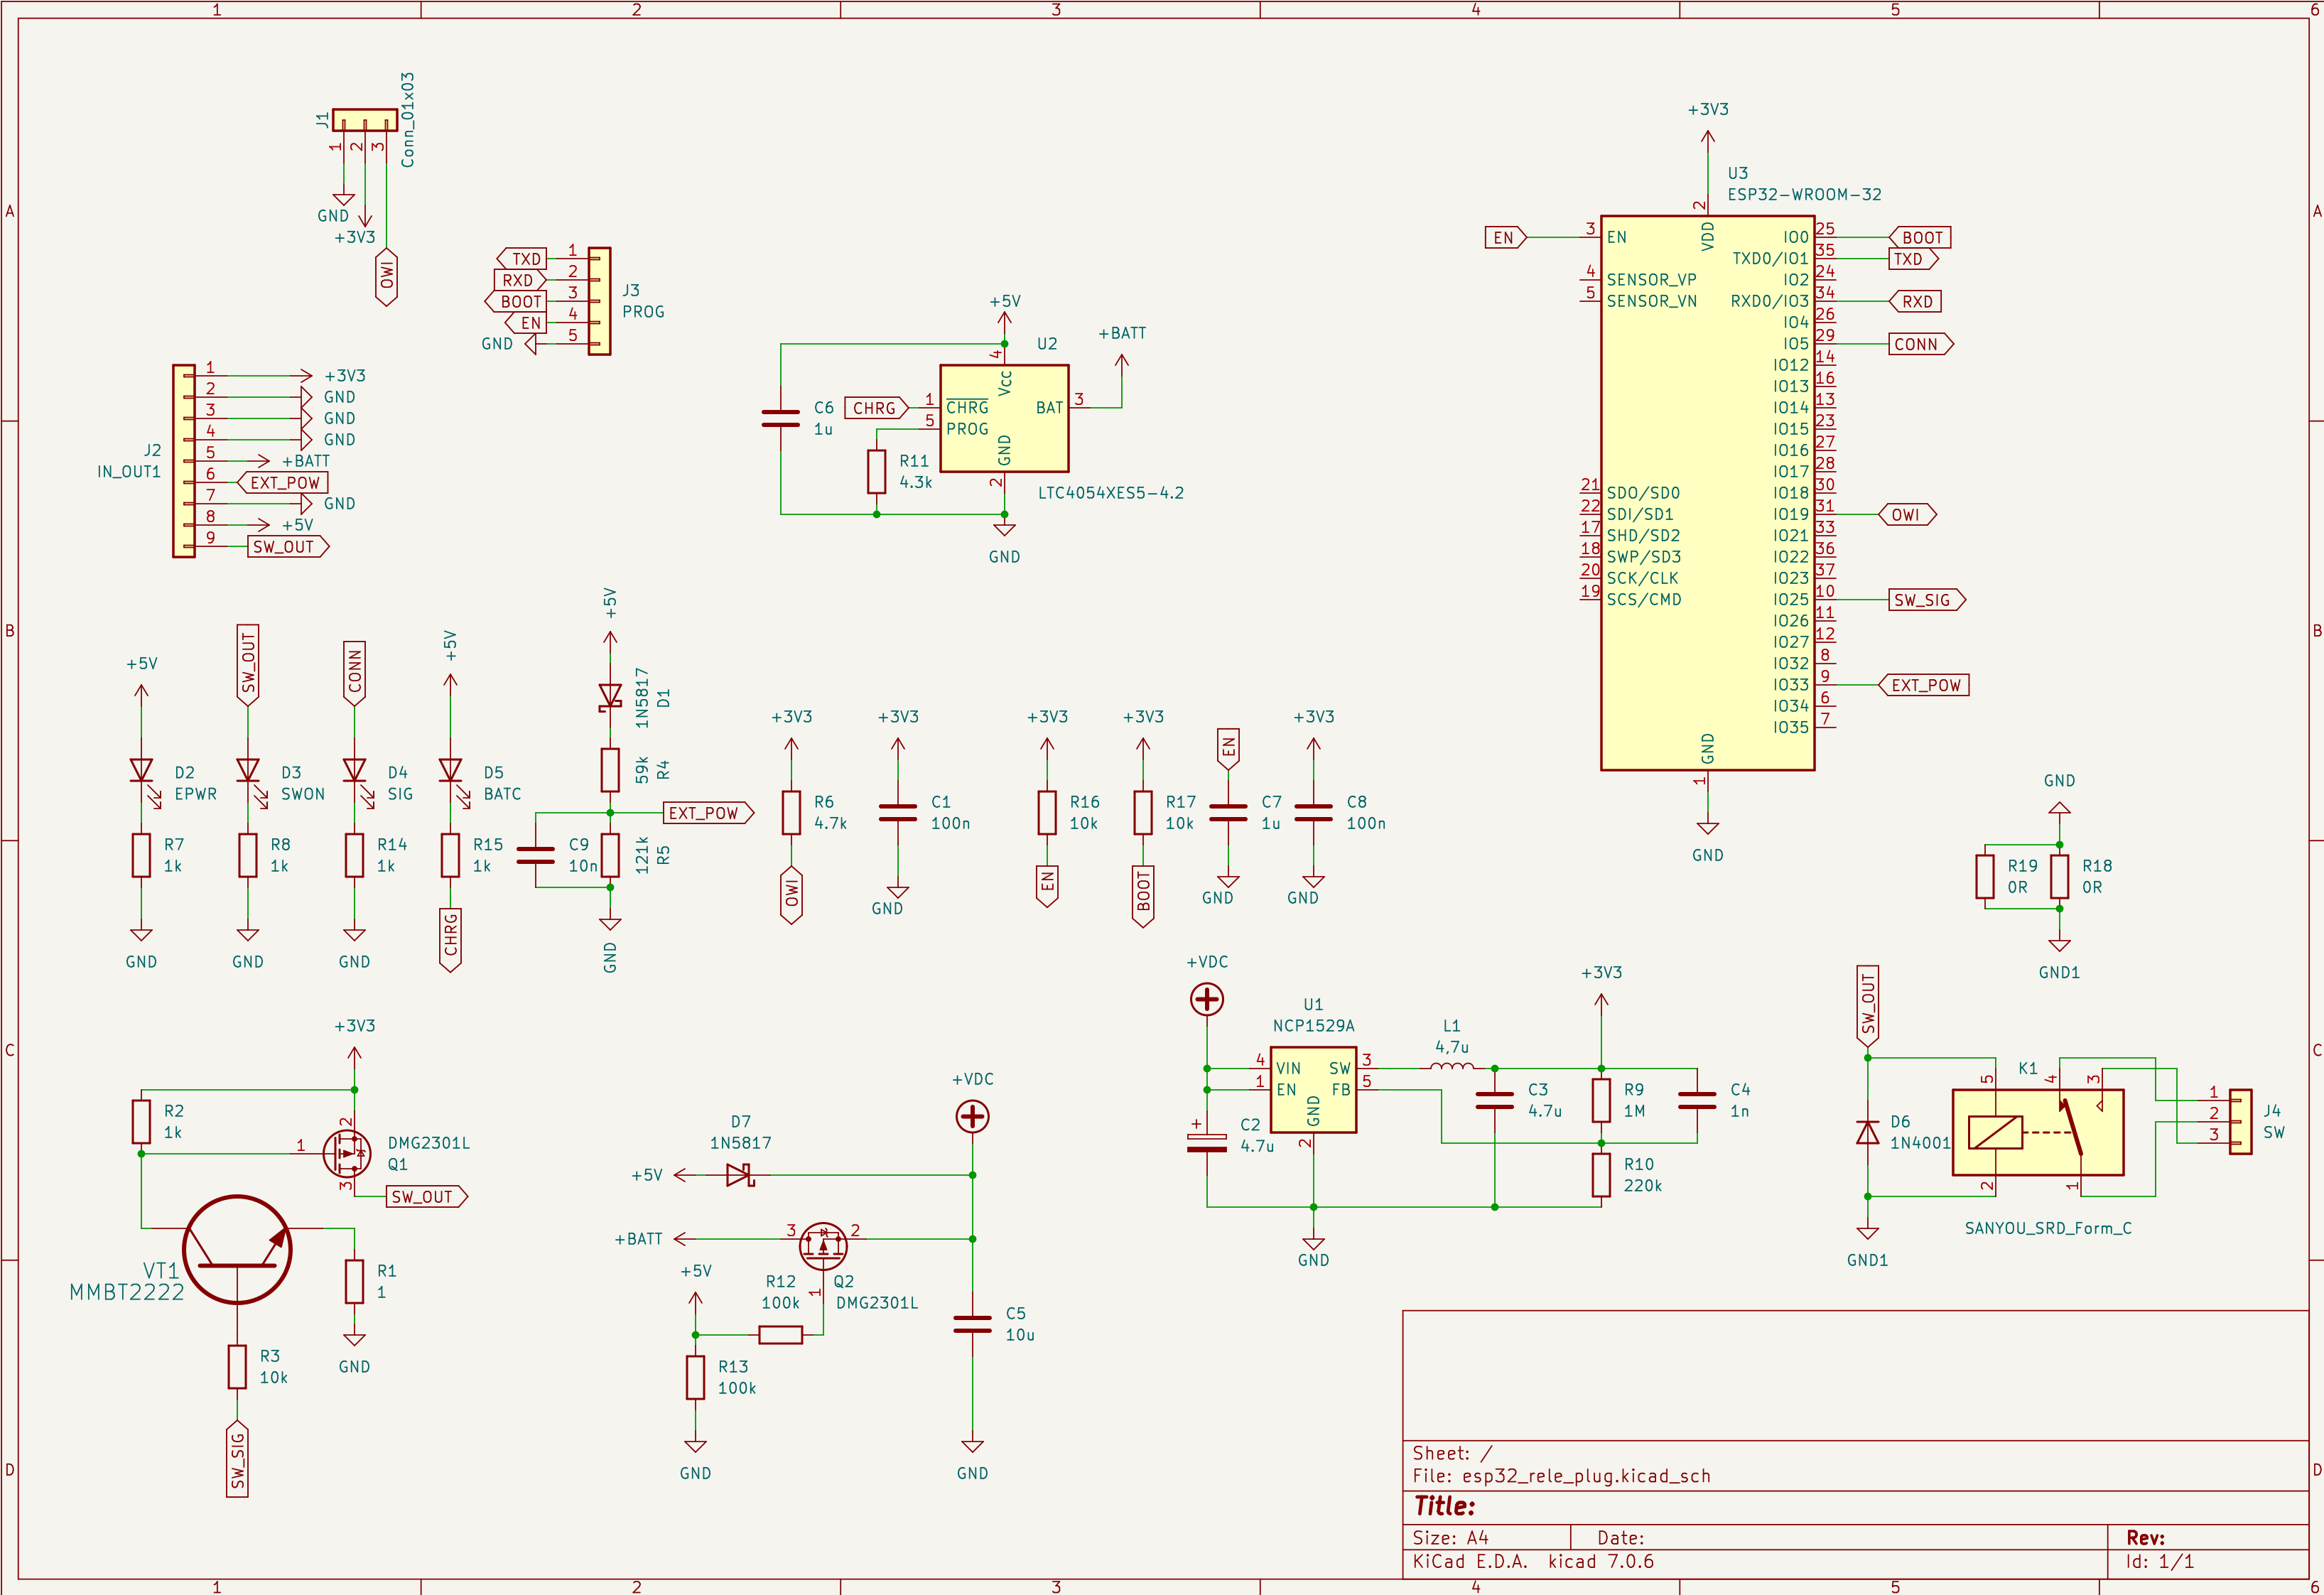 1 2 3 4 5 6
A
B
C
D
J1
Conn_01x03
1 2 3
GND
+3V3
OWI
TXD 1
RXD 2
BOOT 3
EN 4
GND 5
J3
PROG
J2
IN_OUT1
1 +3V3
2 GND
3 GND
4 GND
5 +BATT
6 EXT_POW
7 GND
8 +5V
9 SW_OUT
+5V
+BATT
U2
C6
1u
CHRG
1 CHRG
5 PROG
4 Vcc
BAT 3
GND 2
R11
4.3k
LTC4054XES5-4.2
GND
+3V3
U3
ESP32-WROOM-32
2 VDD
EN 3 EN
4 SENSOR_VP
5 SENSOR_VN
21 SDO/SD0
22 SDI/SD1
17 SHD/SD2
18 SWP/SD3
20 SCK/CLK
19 SCS/CMD
IO0 25 BOOT
TXD0/IO1 35 TXD
IO2 24
RXD0/IO3 34 RXD
IO4 26
IO5 29 CONN
IO12 14
IO13 16
IO14 13
IO15 23
IO16 27
IO17 28
IO18 30
IO19 31 OWI
IO21 33
IO22 36
IO23 37
IO25 10 SW_SIG
IO26 11
IO27 12
IO32 8
IO33 9 EXT_POW
IO34 6
IO35 7
GND 1
GND
+5V
D2
EPWR
R7
1k
GND
SW_OUT
D3
SWON
R8
1k
GND
CONN
D4
SIG
R14
1k
GND
+5V
D5
BATC
R15
1k
CHRG
+5V
1N5817
D1
59k
R4
EXT_POW
C9
10n
121k
R5
GND
+3V3
R6
4.7k
OWI
+3V3
C1
100n
GND
+3V3
R16
10k
EN
+3V3
R17
10k
BOOT
EN
C7
1u
GND
+3V3
C8
100n
GND
GND
R19
0R
R18
0R
GND1
+3V3
R2
1k
2
1
3
DMG2301L
Q1
SW_OUT
VT1
MMBT2222
R1
1
GND
R3
10k
SW_SIG
+VDC
D7
1N5817
+5V
+BATT
3 2
1
Q2
DMG2301L
+5V
R12
100k
R13
100k
GND
C5
10u
GND
+VDC
U1
NCP1529A
4 VIN
1 EN
SW 3
FB 5
GND 2
+
C2
4.7u
L1
4,7u
+3V3
C3
4.7u
R9
1M
C4
1n
R10
220k
GND
SW_OUT
K1
5 4 3
2 1
D6
1N4001
SANYOU_SRD_Form_C
GND1
1
2
3
J4
SW
Sheet: /
File: esp32_rele_plug.kicad_sch
Title:
Size: A4 Date: Rev:
KiCad E.D.A. kicad 7.0.6 Id: 1/1
A
B
C
D
1 2 3 4 5 6